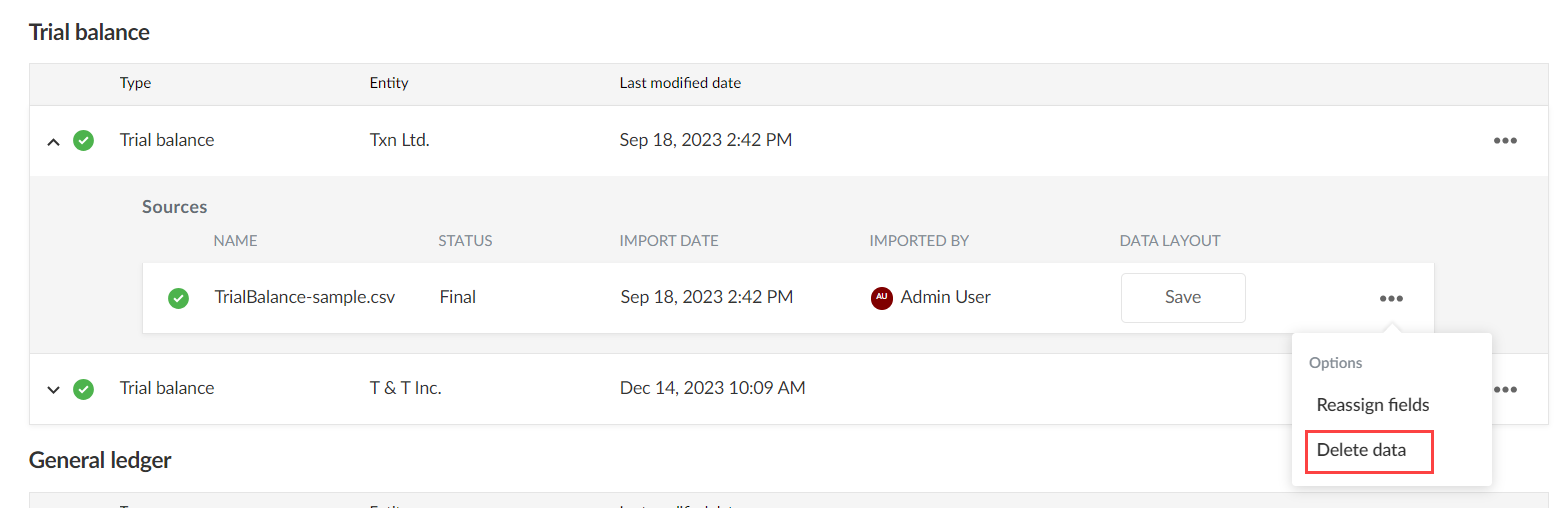 Trial balance
Type Entity Last modified date
Trial balance Txn Ltd. Sep 18, 2023 2:42 PM
Sources
NAME STATUS IMPORT DATE IMPORTED BY DATA LAYOUT
TrialBalance-sample.csv Final Sep 18, 2023 2:42 PM AU Admin User Save
Options
Trial balance T & T Inc. Dec 14, 2023 10:09 AM
Reassign fields
Delete data
General ledger